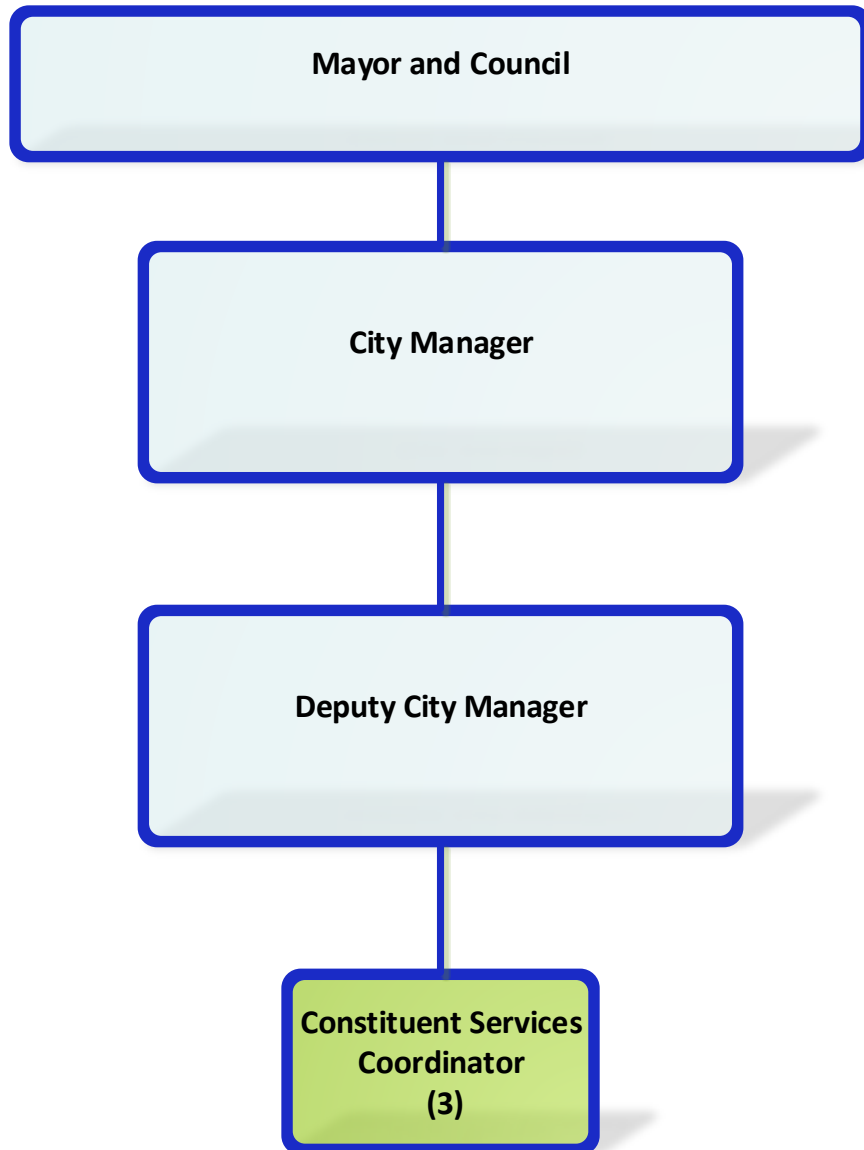 Mayor and Council
City Manager
Deputy City Manager
Constituent Services
Coordinator
(3)